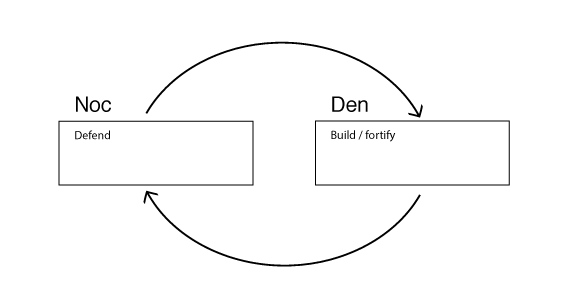 Noc
Defend
Den
Build / fortify